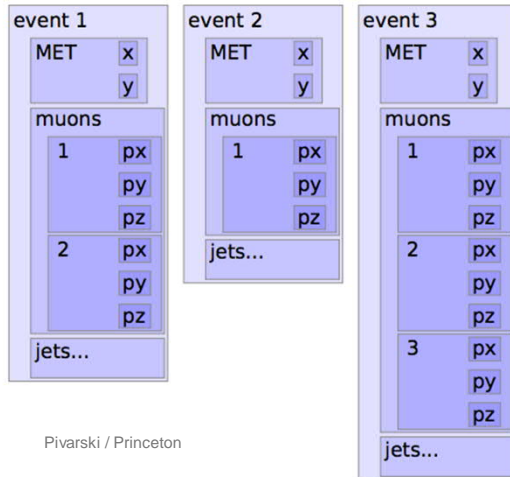 event 1
MET x
y
muons
1 px
py
pz
2 px
py
pz
jets...
event 2
MET x
y
muons
1 px
py
pz
jets...
event 3
MET x
y
muons
1 px
py
pz
2 px
py
pz
3 px
py
pz
jets...
Pivarski / Princeton